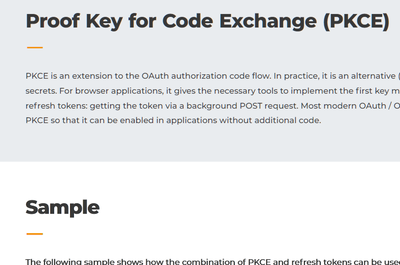 Proof Key for Code Exchange (PKCE)
PKCE is an extension to the OAuth authorization code flow. In practice, it is an alternative (
secrets. For browser applications, it gives the necessary tools to implement the first key m
refresh tokens: getting the token via a background POST request. Most modern OAuth / O
PKCE so that it can be enabled in applications without additional code.
Sample
The following sample shows how the combination of PKCE and refresh tokens can be used